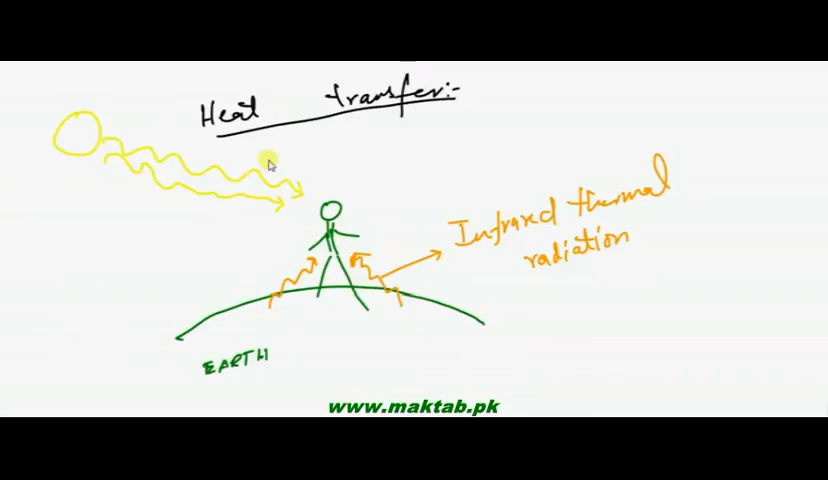 Heat transfer:-
Infrared thermal
radiation
EARTH
www.maktab.pk